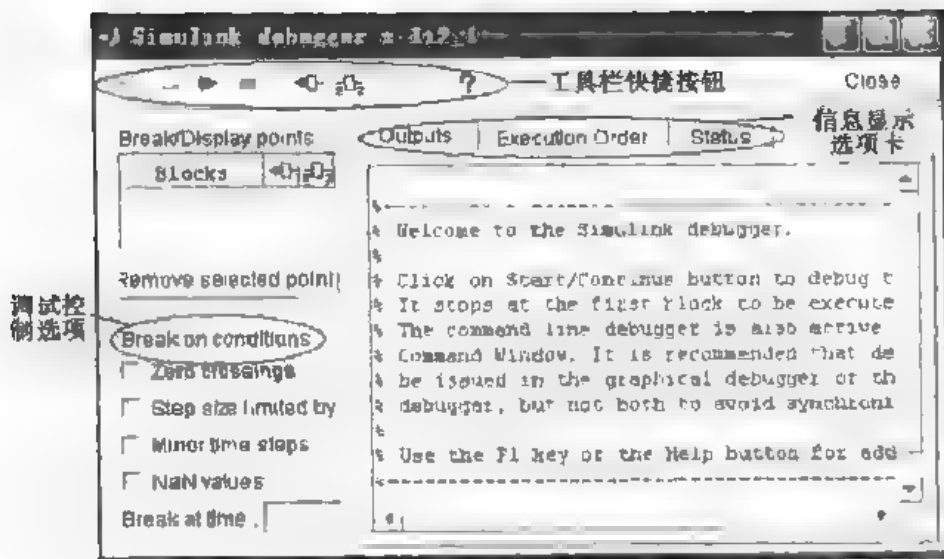 Simulink debugger
? 工具栏快捷按钮 Close
Break/Display points
Outputs Execution Order Status
信息显示
选项卡
Blocks
% Welcome to the Simulink debugger.
%
% Click on Start/Continue button to debug t
% It stops at the first block to be execute
% The command line debugger is also active
% Command Window. It is recommended that de
% be issued in the graphical debugger or th
% debugger, but not both to avoid synchroni
%
% Use the F1 key or the Help button for add
Remove selected point
调试控
制选项
Break on conditions
Zero crossings
Step size limited by
Minor time steps
NaN values
Break at time